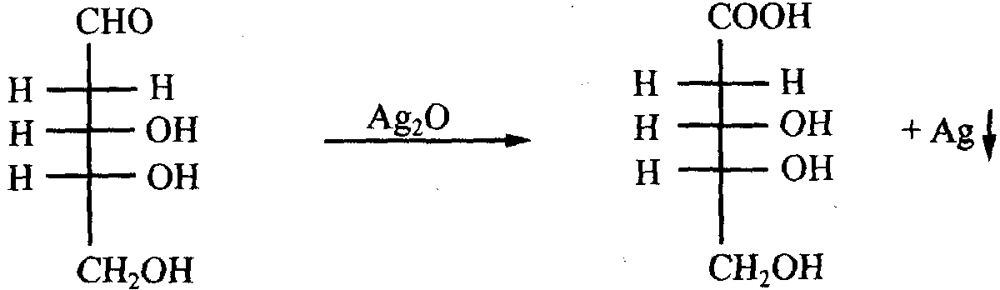 CHO
H H
H OH
H OH
CH₂OH
Ag₂O
COOH
H H
H OH
H OH
CH₂OH
+ Ag↓